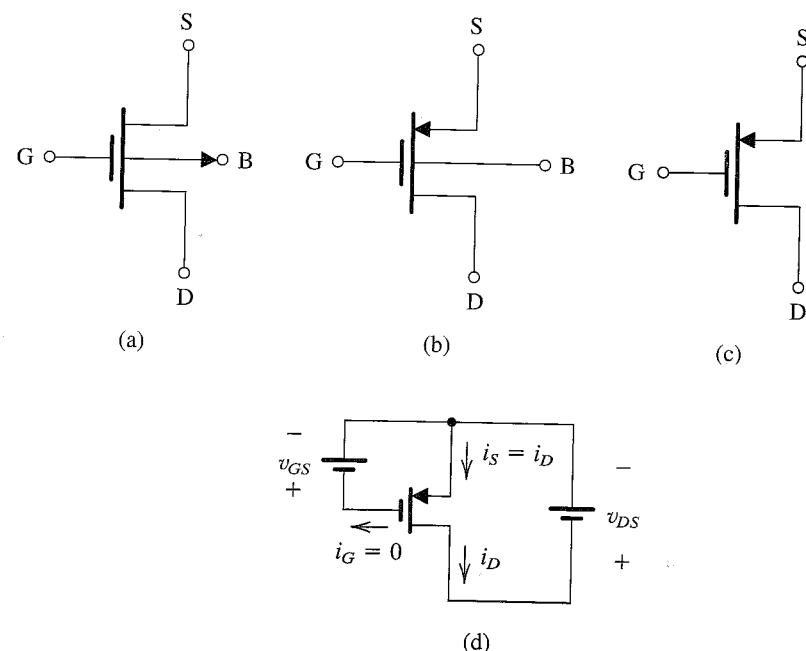 S
G
B
D
(a)
S
G
B
D
(b)
S
G
D
(c)
−
v_GS
+
i_S = i_D
i_G = 0
i_D
−
v_DS
+
(d)